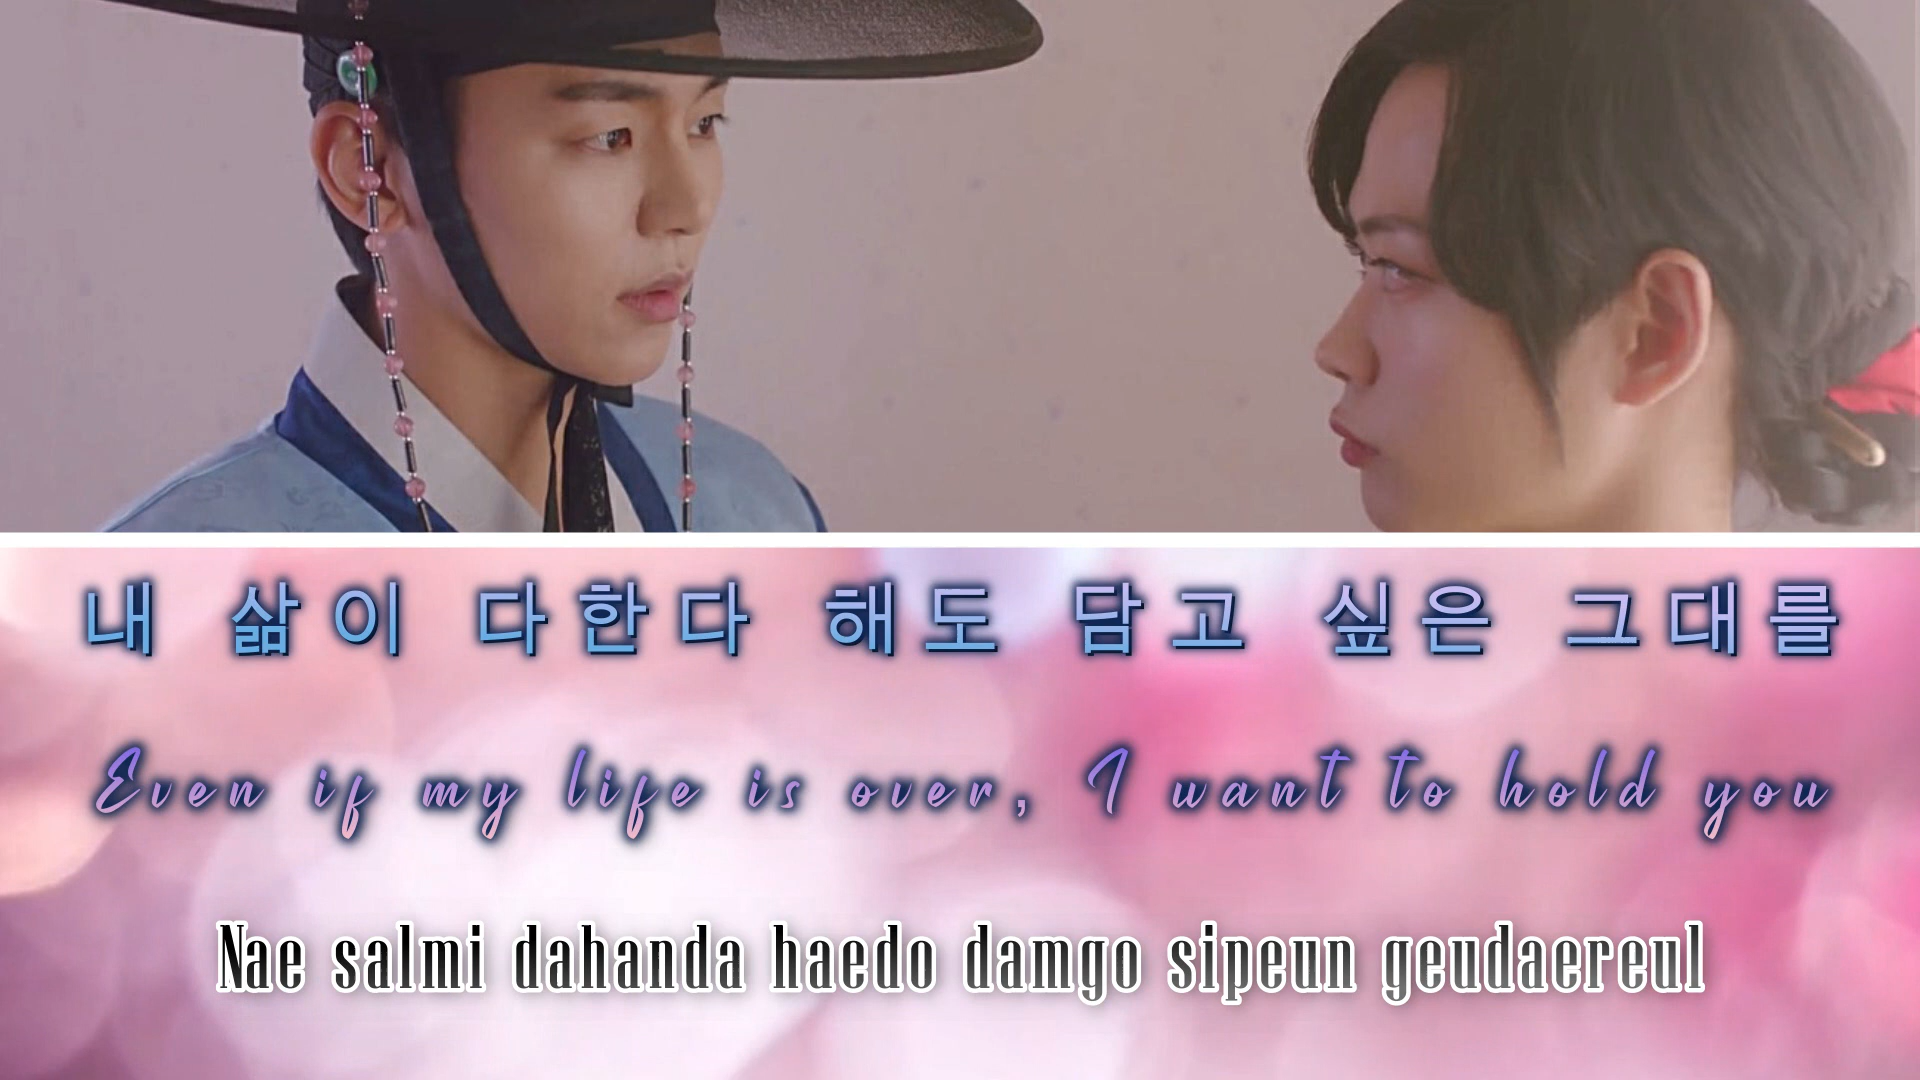 내 삶이 다한다 해도 담고 싶은 그대를
Even if my life is over, I want to hold you
Nae salmi dahanda haedo damgo sipeun geudaereul